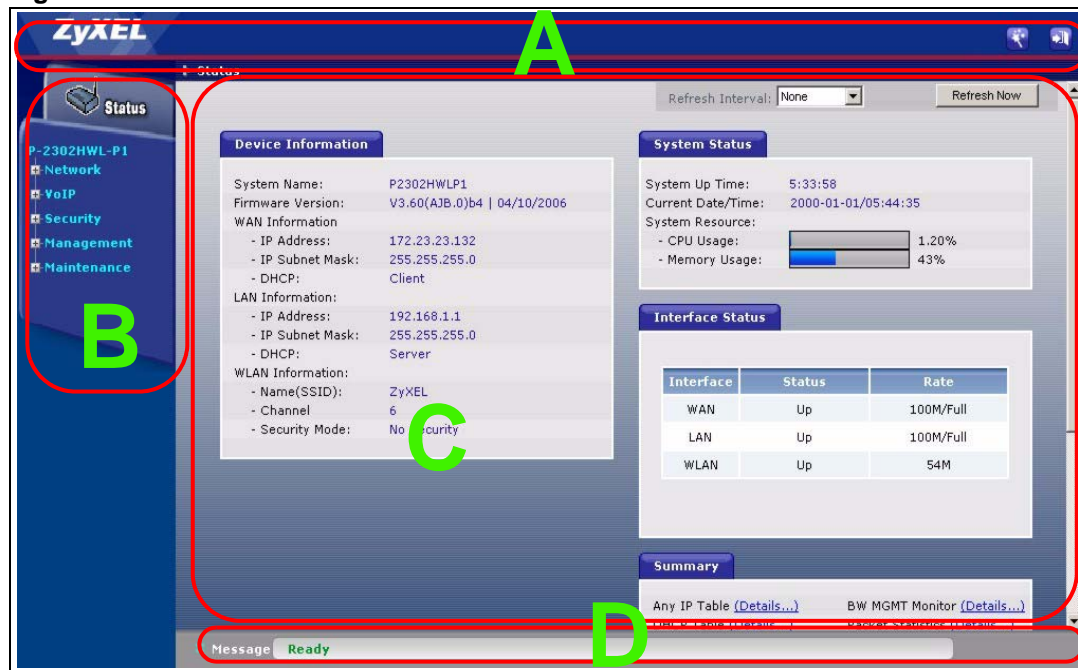 ZyXEL
A
Status
Status
Refresh Interval: None
Refresh Now
P-2302HWL-P1
Network
VoIP
Security
Management
Maintenance
B
Device Information
System Name: P2302HWLP1
Firmware Version: V3.60(AJB.0)b4 | 04/10/2006
WAN Information
- IP Address: 172.23.23.132
- IP Subnet Mask: 255.255.255.0
- DHCP: Client
LAN Information:
- IP Address: 192.168.1.1
- IP Subnet Mask: 255.255.255.0
- DHCP: Server
WLAN Information:
- Name(SSID): ZyXEL
- Channel 6
- Security Mode: No Security
C
System Status
System Up Time: 5:33:58
Current Date/Time: 2000-01-01/05:44:35
System Resource:
- CPU Usage: 1.20%
- Memory Usage: 43%
Interface Status
Interface Status Rate
WAN Up 100M/Full
LAN Up 100M/Full
WLAN Up 54M
Summary
Any IP Table (Details...) BW MGMT Monitor (Details...)
Table Packet Statistics
D
Message Ready